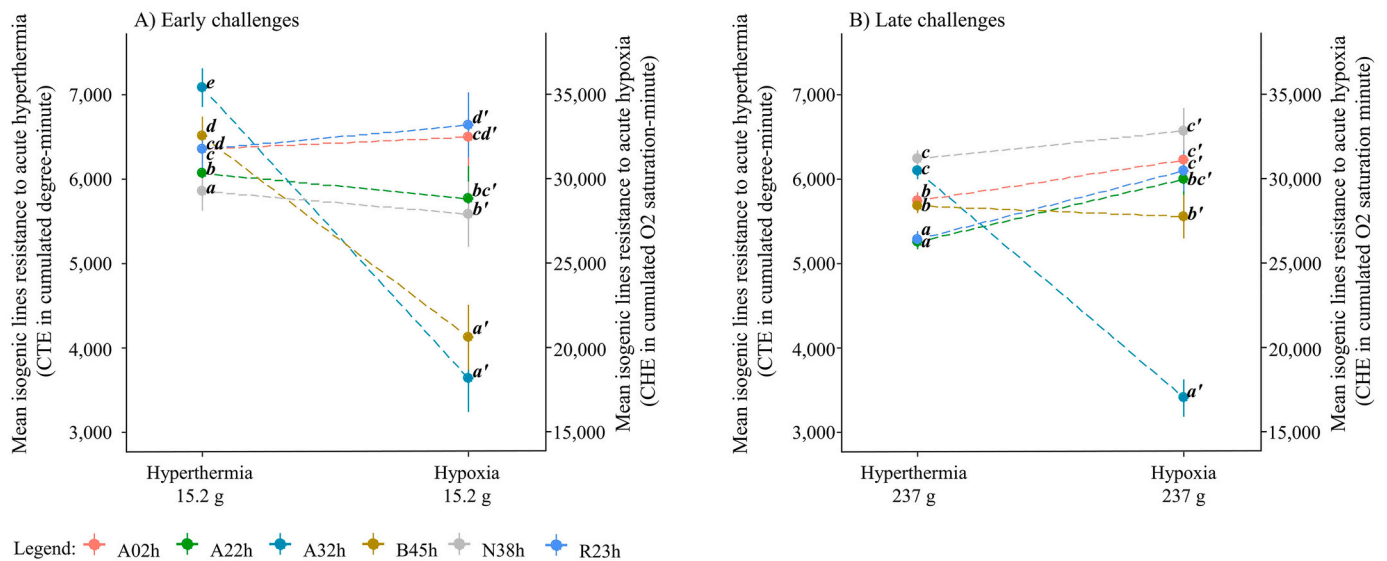 A) Early challenges
Mean isogenic lines resistance to acute hyperthermia
((CTE in cumulated degree-minute)
7,000
6,000
5,000
4,000
3,000
e
d
cd
c
b
a
d'
cd'
bc'
b'
a'
a'
35,000
30,000
25,000
20,000
15,000
Mean isogenic lines resistance to acute hypoxia
(CHE in cumulated O2 saturation-minute)
Hyperthermia
15.2 g
Hypoxia
15.2 g
B) Late challenges
Mean isogenic lines resistance to acute hyperthermia
((CTE in cumulated degree-minute)
7,000
6,000
5,000
4,000
3,000
c
c
b
b
a
a
c'
c'
c'
bc'
b'
a'
35,000
30,000
25,000
20,000
15,000
Mean isogenic lines resistance to acute hypoxia
(CHE in cumulated O2 saturation minute)
Hyperthermia
237 g
Hypoxia
237 g
Legend: A02h A22h A32h B45h N38h R23h